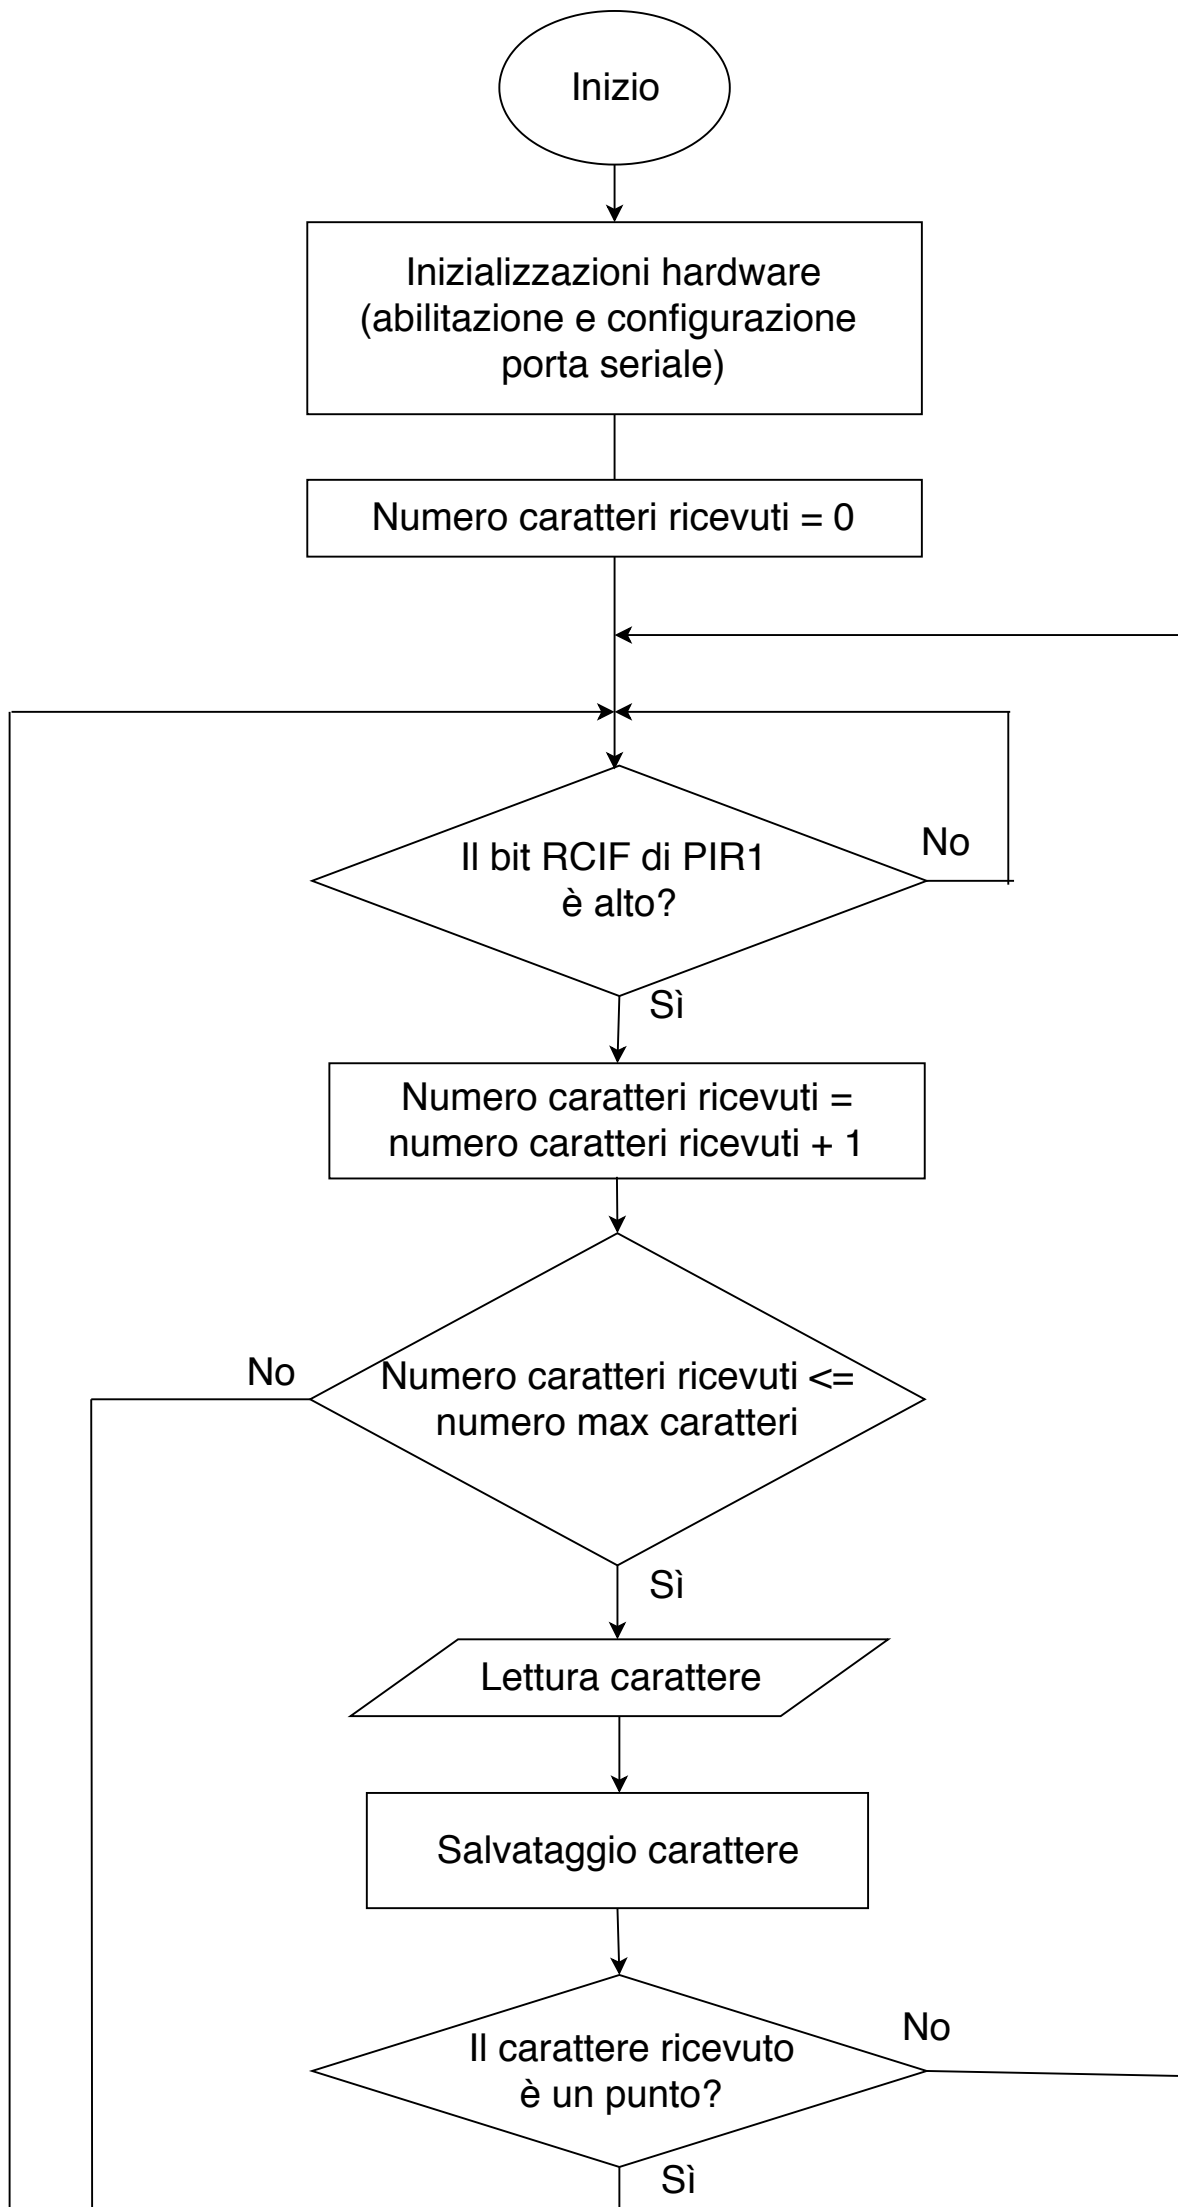 Inizio
Inizializzazioni hardware
(abilitazione e configurazione
porta seriale)
Numero caratteri ricevuti = 0
Il bit RCIF di PIR1
è alto?
No
Sì
Numero caratteri ricevuti =
numero caratteri ricevuti + 1
Numero caratteri ricevuti <=
numero max caratteri
No
Sì
Lettura carattere
Salvataggio carattere
Il carattere ricevuto
è un punto?
No
Sì